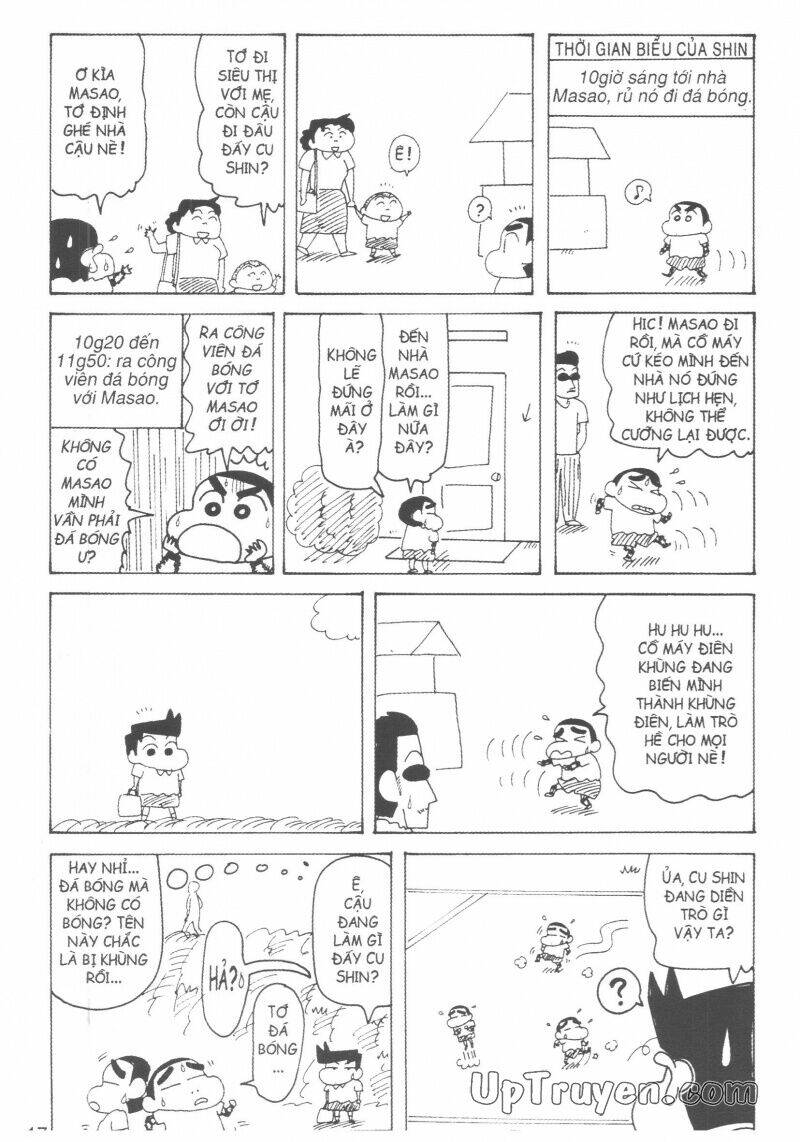 THỜI GIAN BIỂU CỦA SHIN
10giờ sáng tới nhà
Masao, rủ nó đi đá bóng.
?
Ê!
TỚ ĐI
SIÊU THỊ
VỚI MẸ,
CÒN CẬU
ĐI ĐÂU
ĐẤY CU
SHIN?
Ơ KÌA
MASAO,
TỚ ĐỊNH
GHÉ NHÀ
CẬU NÈ!
HIC! MASAO ĐI
RỒI, MÀ CỖ MÁY
CỨ KÉO MÌNH ĐẾN
NHÀ NÓ ĐÚNG
NHƯ LỊCH HẸN,
KHÔNG THỂ
CƯỠNG LẠI ĐƯỢC.
ĐẾN
NHÀ
MASAO
RỒI...
LÀM GÌ
NỮA
ĐÂY?
KHÔNG
LẼ
ĐỨNG
MÃI Ở
ĐÂY
À?
10g20 đến
11g50: ra công
viên đá bóng
với Masao.
RA CÔNG
VIÊN ĐÁ
BÓNG
VỚI TỚ
MASAO
ƠI ỜI!
KHÔNG
CÓ
MASAO
MÌNH
VẪN PHẢI
ĐÁ BÓNG
Ư?
HU HU HU...
CỖ MÁY ĐIÊN
KHÙNG ĐANG
BIẾN MÌNH
THÀNH KHÙNG
ĐIÊN, LÀM TRÒ
HỀ CHO MỌI
NGƯỜI NÈ!
ỦA, CU SHIN
ĐANG DIỄN
TRÒ GÌ
VẬY TA?
?
Ê,
CẬU
ĐANG
LÀM GÌ
ĐẤY CU
SHIN?
HẢ?
TỚ
ĐÁ
BÓNG
...
HAY NHỈ...
ĐÁ BÓNG MÀ
KHÔNG CÓ
BÓNG? TÊN
NÀY CHẮC
LÀ BỊ KHÙNG
RỒI...
UpTruyen.com